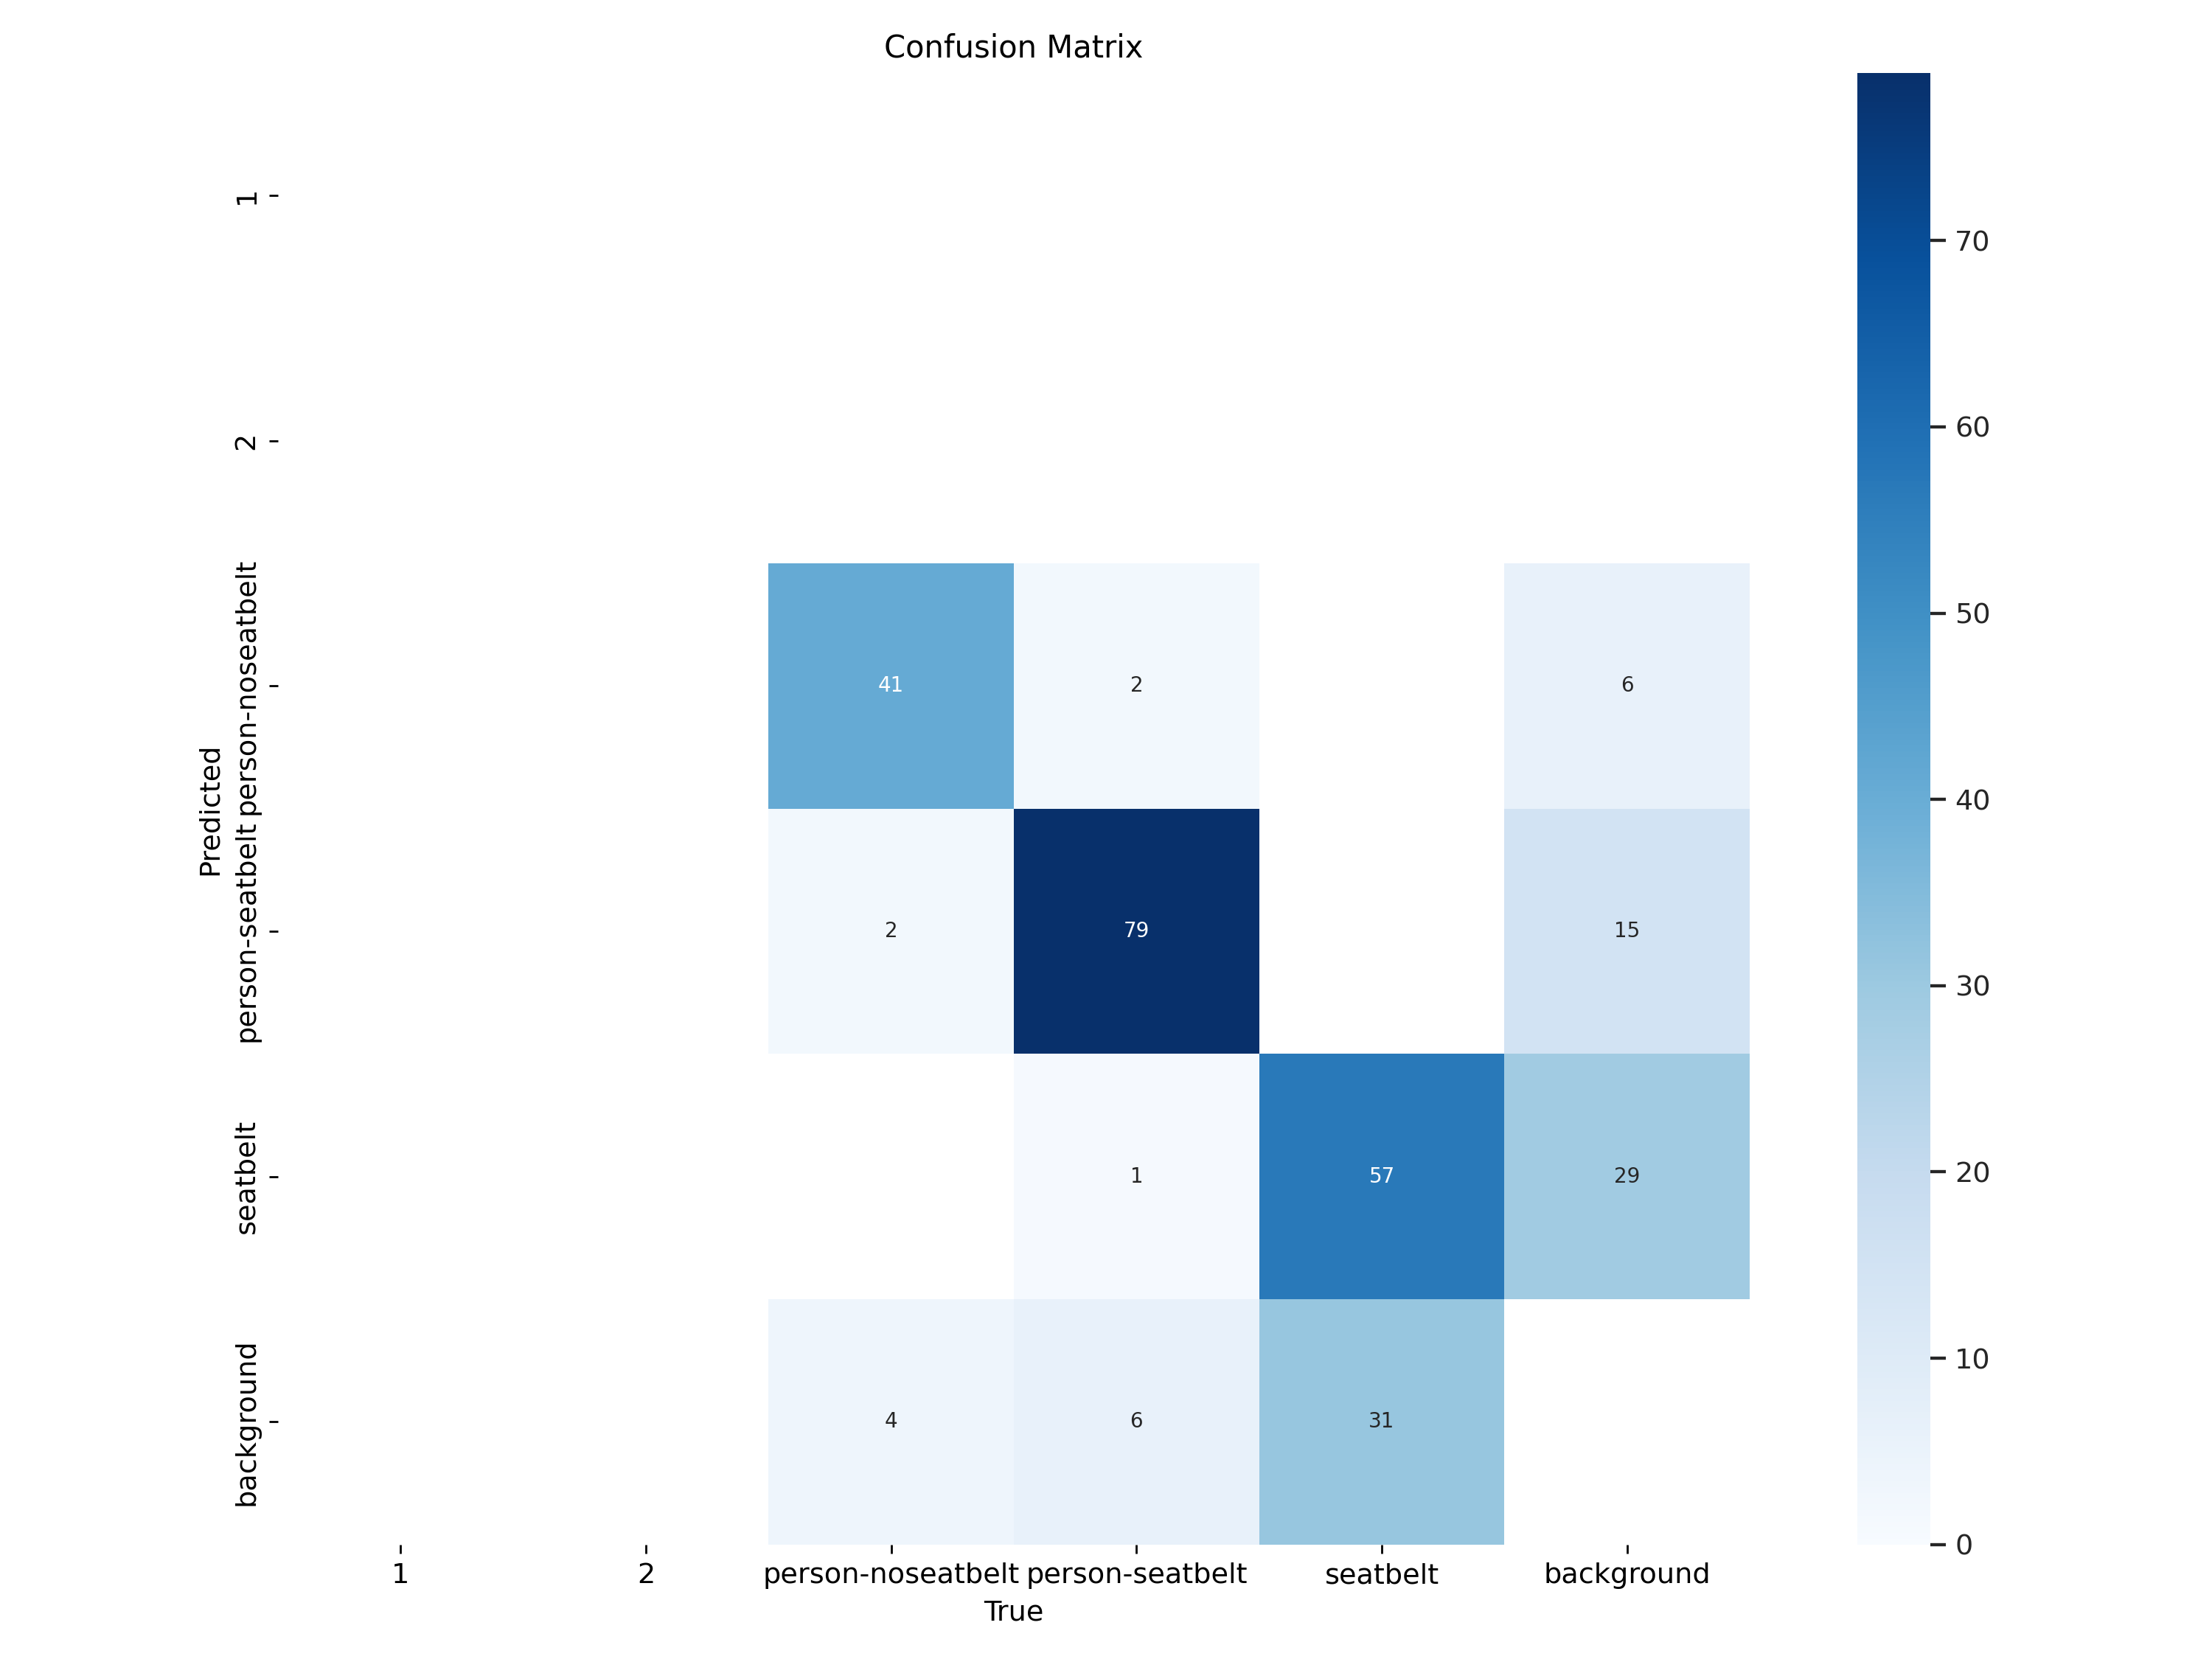 Confusion Matrix
1
2
person-noseatbelt
person-seatbelt
seatbelt
background
Predicted
41
2
6
2
79
15
1
57
29
4
6
31
1
2
person-noseatbelt
person-seatbelt
seatbelt
background
True
70
60
50
40
30
20
10
0